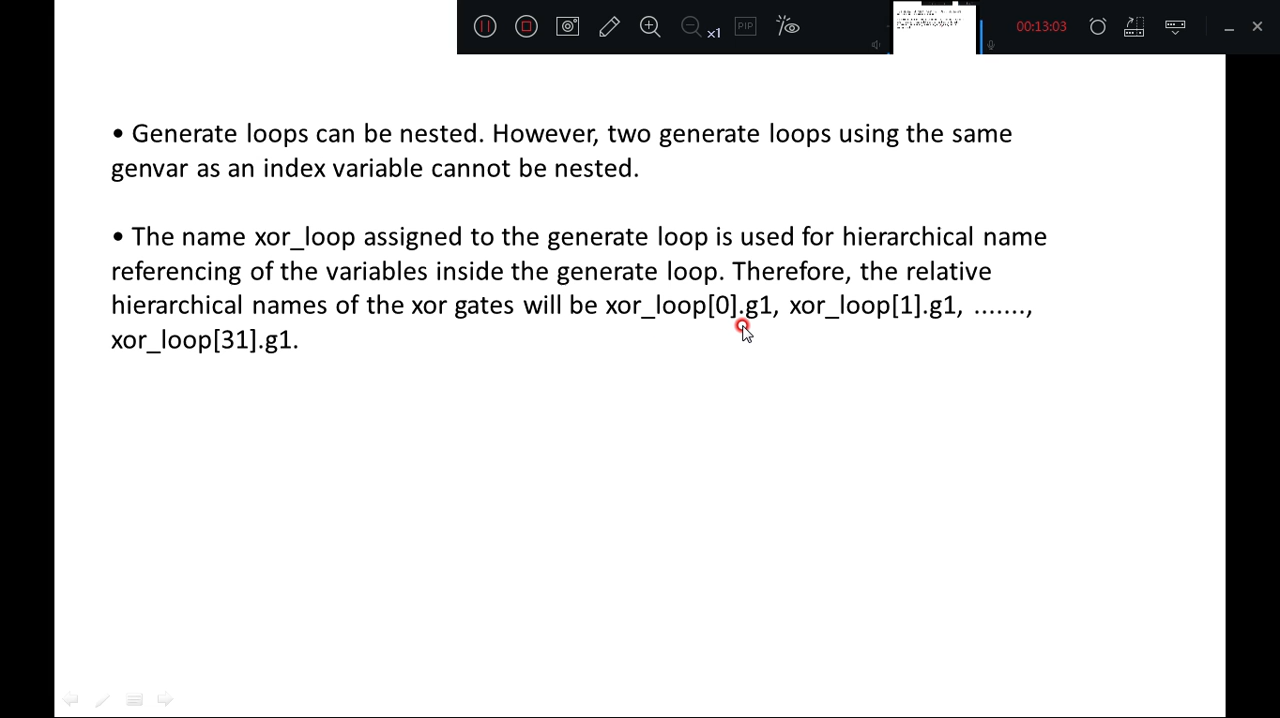 x1 PIP 00:13:03
• Generate loops can be nested. However, two generate loops using the same
genvar as an index variable cannot be nested.
• The name xor_loop assigned to the generate loop is used for hierarchical name
referencing of the variables inside the generate loop. Therefore, the relative
hierarchical names of the xor gates will be xor_loop[0].g1, xor_loop[1].g1, .......,
xor_loop[31].g1.